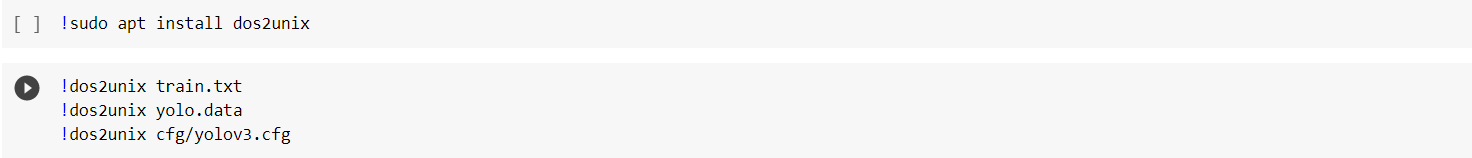 [ ] !sudo apt install dos2unix
!dos2unix train.txt
!dos2unix yolo.data
!dos2unix cfg/yolov3.cfg